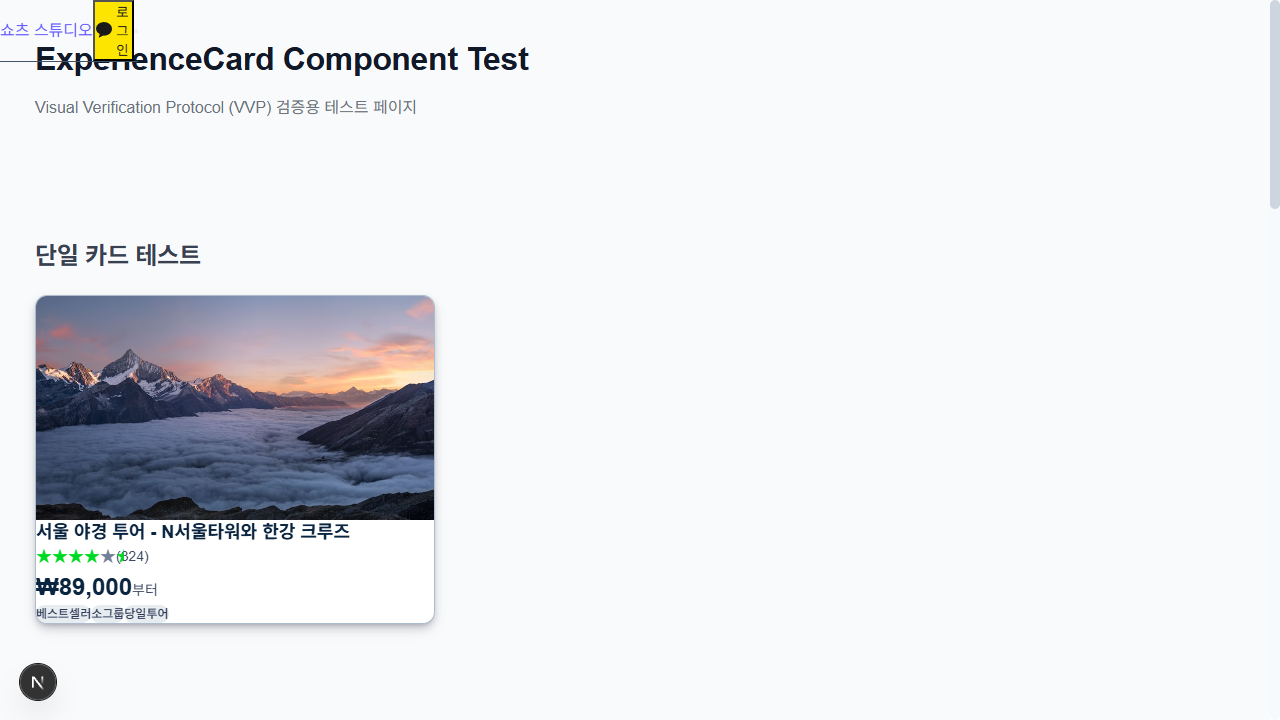 쇼츠 스튜디오
로그인
ExperienceCard Component Test
Visual Verification Protocol (VVP) 검증용 테스트 페이지
단일 카드 테스트
서울 야경 투어 - N서울타워와 한강 크루즈
★★★★★(824)
₩89,000부터
베스트셀러소그룹당일투어
N